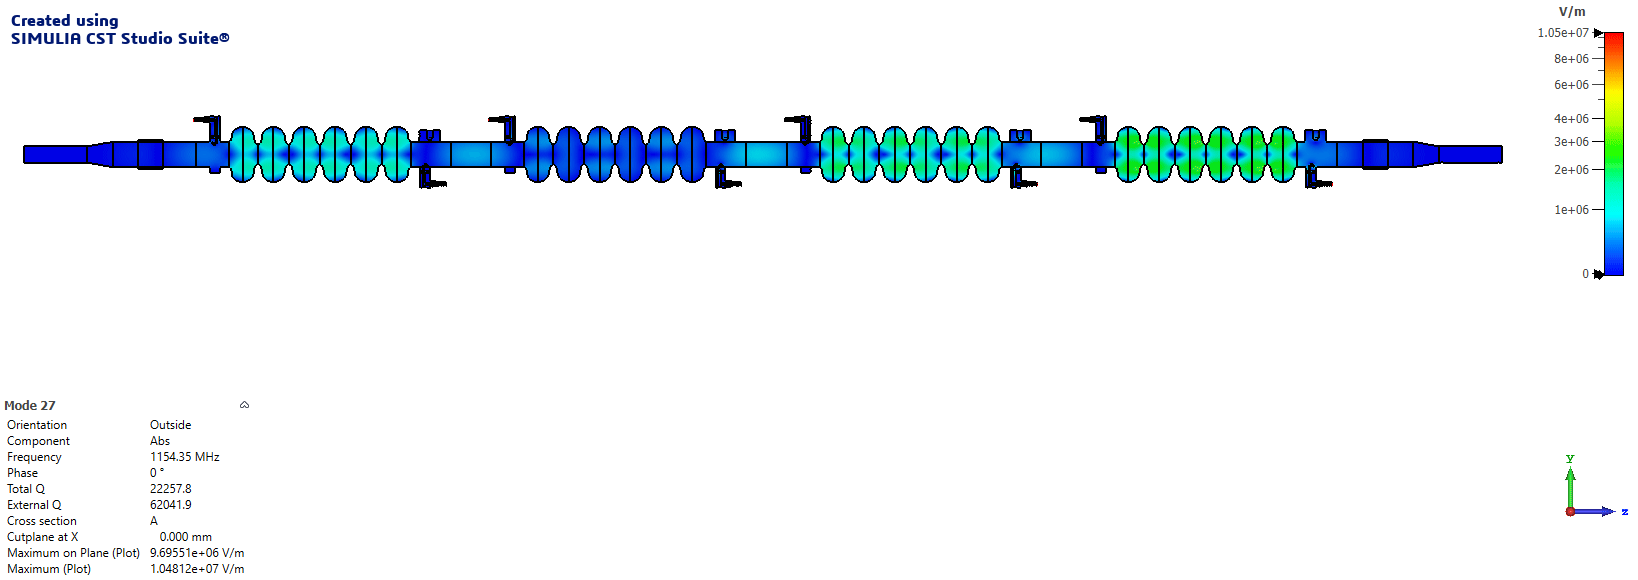 Created using
SIMULIA CST Studio Suite®
V/m
1.05e+07
8e+06
6e+06
4e+06
3e+06
2e+06
1e+06
0
Mode 27
Orientation Outside
Component Abs
Frequency 1154.35 MHz
Phase 0 °
Total Q 22257.8
External Q 62041.9
Cross section A
Cutplane at X 0.000 mm
Maximum on Plane (Plot) 9.69551e+06 V/m
Maximum (Plot) 1.04812e+07 V/m
y
z